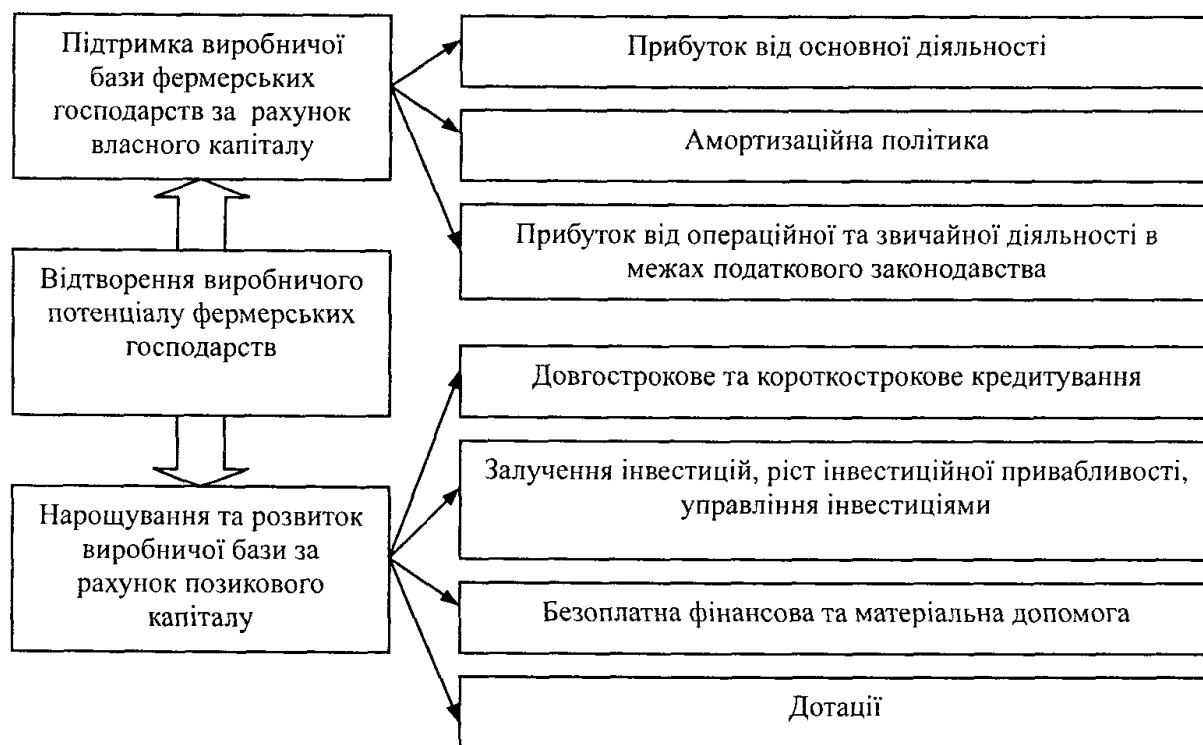 Підтримка виробничої
бази фермерських
господарств за рахунок
власного капіталу
Прибуток від основної діяльності
Амортизаційна політика
Прибуток від операційної та звичайної діяльності в
межах податкового законодавства
Відтворення виробничого
потенціалу фермерських
господарств
Нарощування та розвиток
виробничої бази за
рахунок позикового
капіталу
Довгострокове та короткострокове кредитування
Залучення інвестицій, ріст інвестиційної привабливості,
управління інвестиціями
Безоплатна фінансова та матеріальна допомога
Дотації